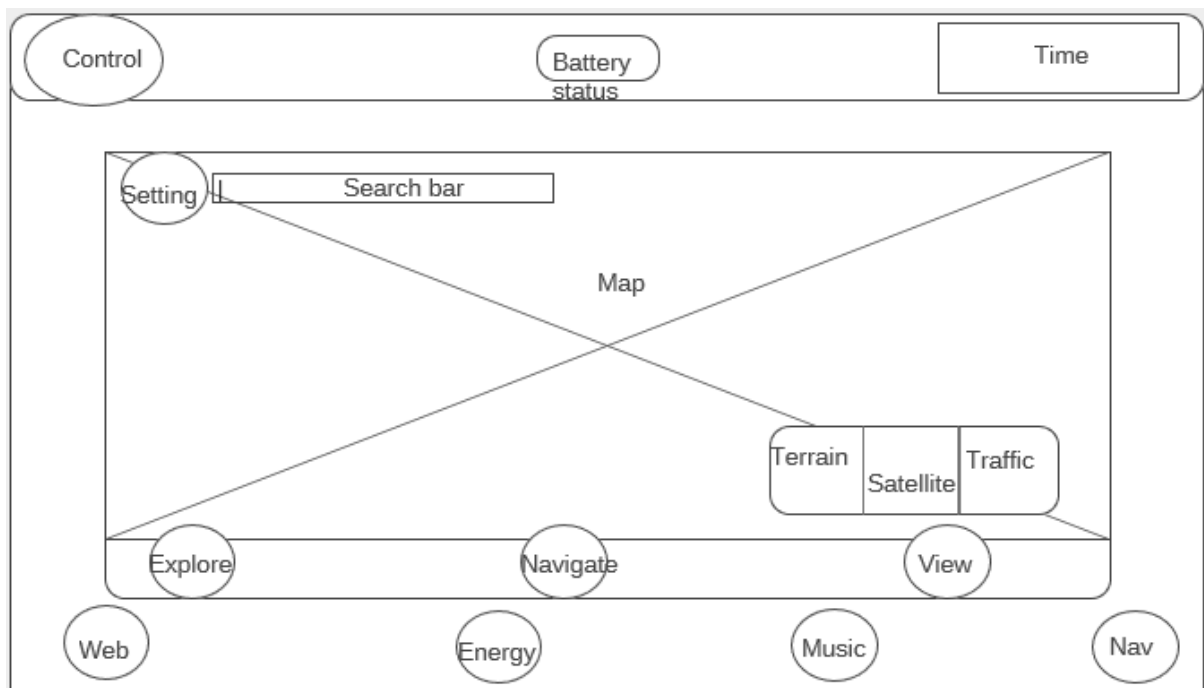 Control
Battery
status
Time
Setting
Search bar
Map
Terrain
Satellite
Traffic
Explore
Navigate
View
Web
Energy
Music
Nav